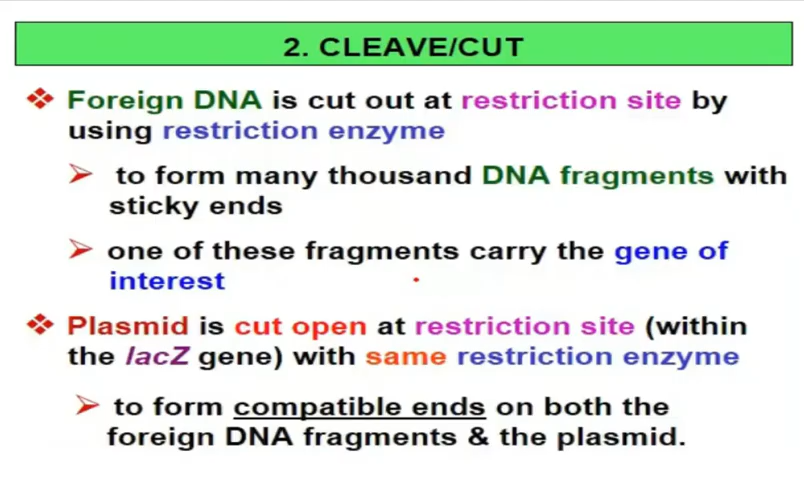 2. CLEAVE/CUT
Foreign DNA is cut out at restriction site by
using restriction enzyme
to form many thousand DNA fragments with
sticky ends
one of these fragments carry the gene of
interest
Plasmid is cut open at restriction site (within
the lacZ gene) with same restriction enzyme
to form compatible ends on both the
foreign DNA fragments & the plasmid.